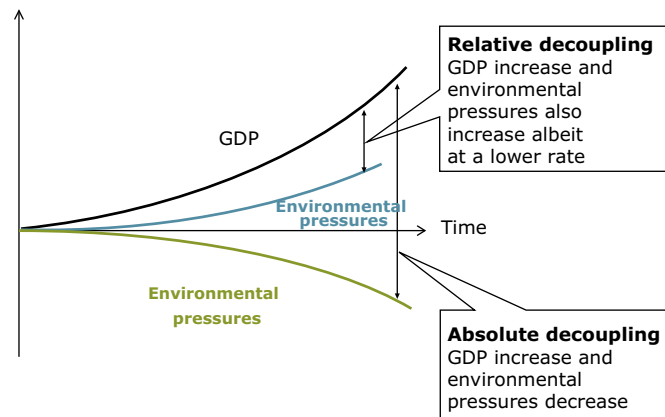 Relative decoupling
GDP increase and
environmental
pressures also
increase albeit
at a lower rate
GDP
Environmental
pressures
Time
Environmental
pressures
Absolute decoupling
GDP increase and
environmental
pressures decrease